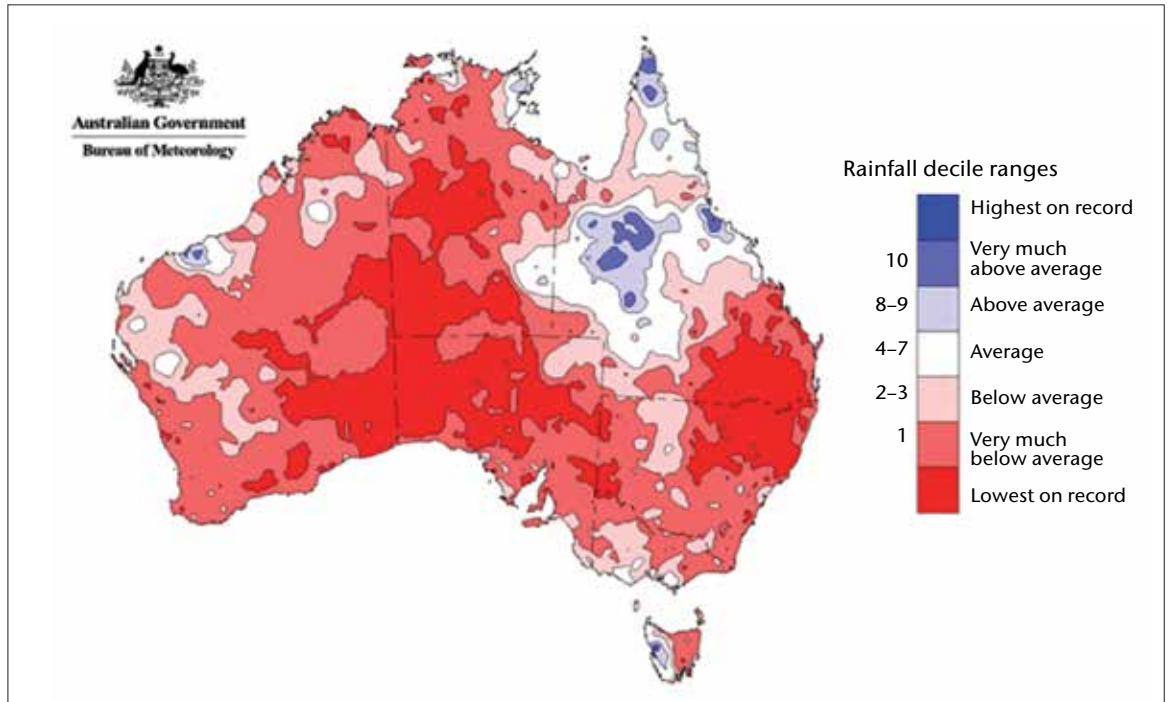 Australian Government
Bureau of Meteorology
Rainfall decile ranges
Highest on record
10 Very much
above average
8–9 Above average
4–7 Average
2–3 Below average
1 Very much
below average
Lowest on record